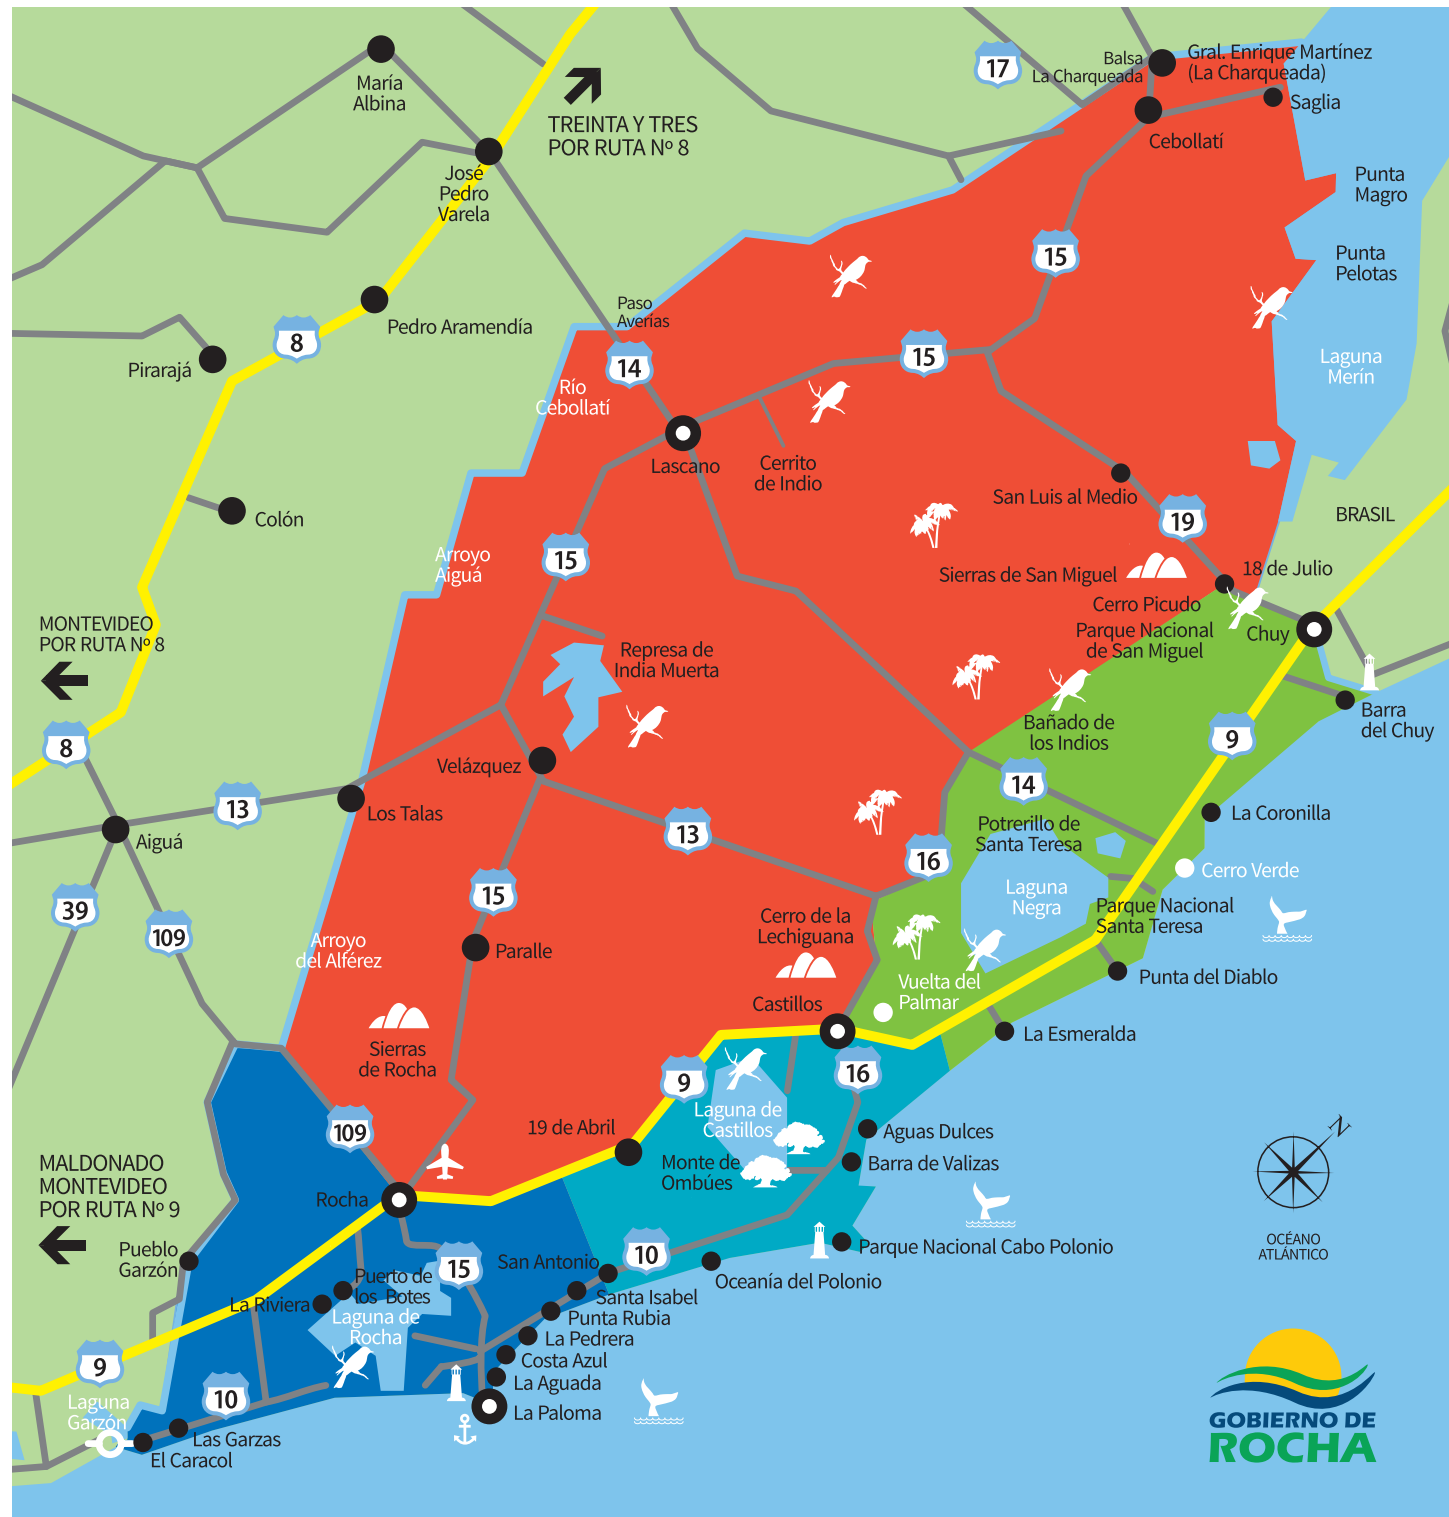 María
Albina
TREINTA Y TRES
POR RUTA Nº 8
17
Balsa
La Charqueada
Gral. Enrique Martínez
(La Charqueada)
Saglia
Cebollatí
José
Pedro
Varela
Punta
Magro
15
Punta
Pelotas
Paso
Averías
Pedro Aramendía
8
Pirarajá
14
15
Laguna
Merín
Río
Cebollatí
Lascano
Cerrito
de Indio
San Luis al Medio
19
BRASIL
Colón
Arroyo
Aiguá
15
Sierras de San Miguel
18 de Julio
Cerro Picudo
Parque Nacional
de San Miguel
Chuy
MONTEVIDEO
POR RUTA Nº 8
Represa de
India Muerta
Barra
del Chuy
Bañado de
los Indios
9
8
Velázquez
14
13
Los Talas
13
La Coronilla
Potrerillo de
Santa Teresa
Aiguá
16
Cerro Verde
15
Laguna
Negra
39
109
Parque Nacional
Santa Teresa
Cerro de la
Lechiguana
Arroyo
del Alférez
Paralle
Punta del Diablo
Vuelta del
Palmar
Castillos
La Esmeralda
Sierras
de Rocha
9
16
Laguna de
Castillos
109
19 de Abril
Aguas Dulces
N
Monte de
Ombúes
Barra de Valizas
MALDONADO
MONTEVIDEO
POR RUTA Nº 9
Rocha
OCÉANO
ATLÁNTICO
Pueblo
Garzón
15
San Antonio
10
Parque Nacional Cabo Polonio
Oceanía del Polonio
Puerto de
los Botes
La Riviera
Santa Isabel
Punta Rubia
Laguna de
Rocha
La Pedrera
9
Costa Azul
La Aguada
10
Laguna
Garzón
La Paloma
Las Garzas
El Caracol
GOBIERNO DE
ROCHA